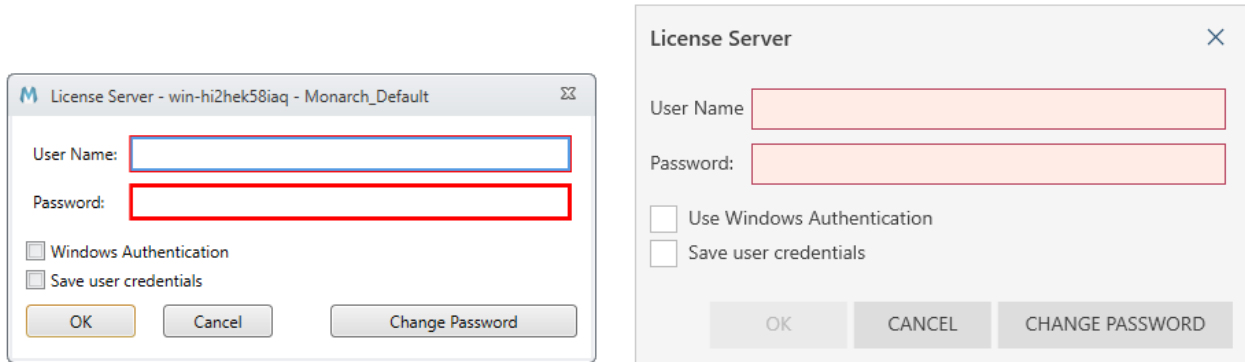 License Server - win-hi2hek58iaq - Monarch_Default
User Name:
Password:
Windows Authentication
Save user credentials
OK Cancel Change Password
License Server
User Name
Password:
Use Windows Authentication
Save user credentials
OK CANCEL CHANGE PASSWORD